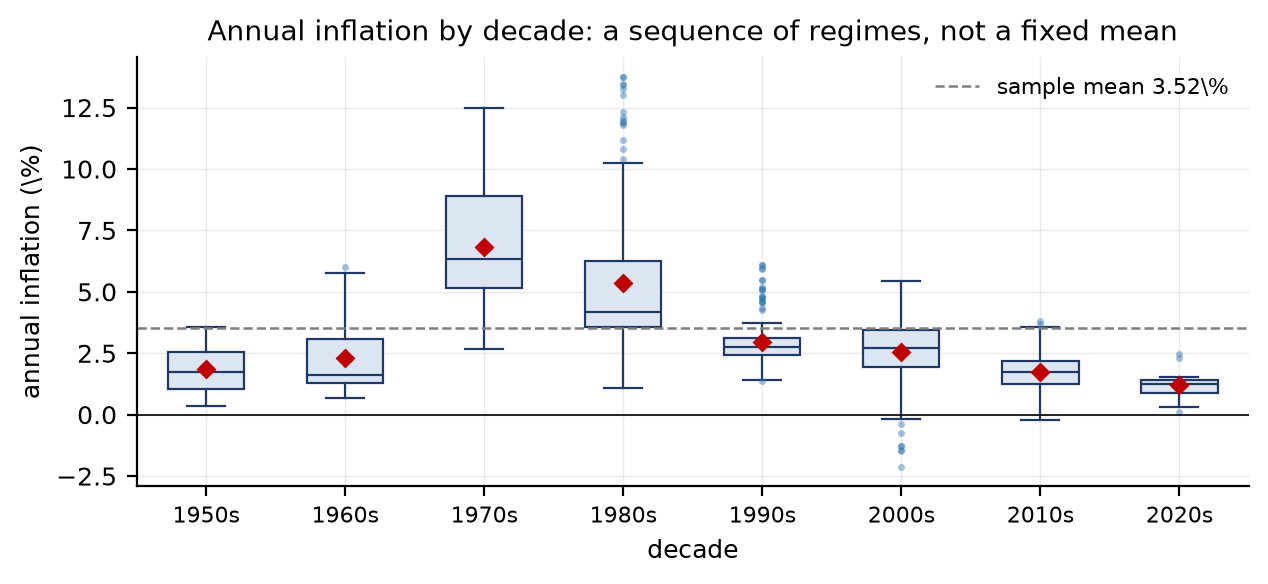 Annual inflation by decade: a sequence of regimes, not a fixed mean
sample mean 3.52\%
annual inflation (\%)
12.5
10.0
7.5
5.0
2.5
0.0
−2.5
1950s 1960s 1970s 1980s 1990s 2000s 2010s 2020s
decade